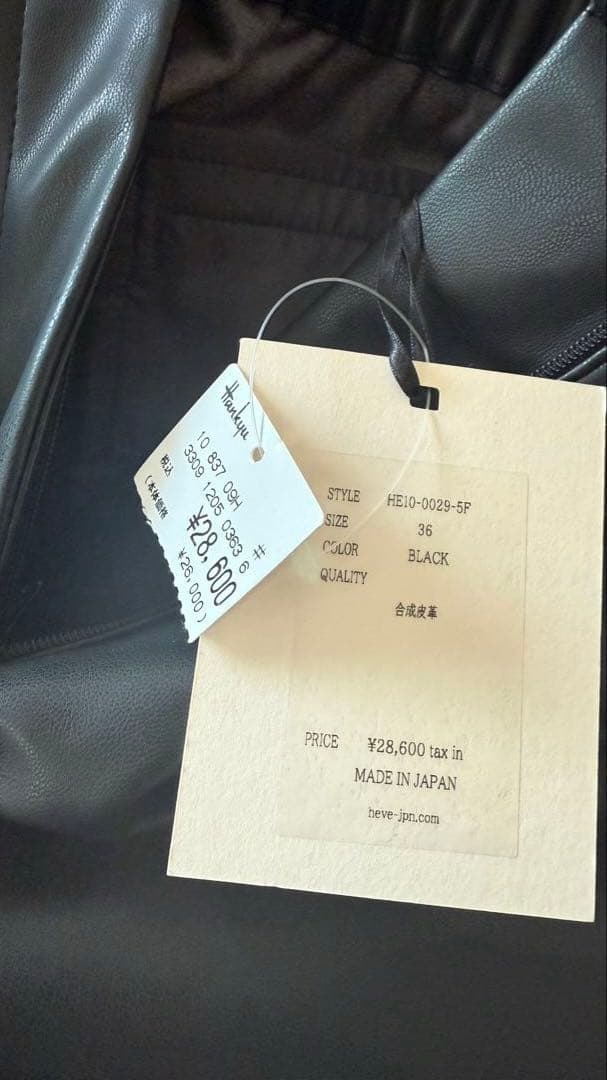 Hankyu
10 837 09H
3309 1205 0363 6 #
税込 ¥28,600
(本体価格 ¥26,000)
STYLE HE10-0029-5F
SIZE 36
COLOR BLACK
QUALITY
合成皮革
PRICE ¥28,600 tax in
MADE IN JAPAN
heve-jpn.com